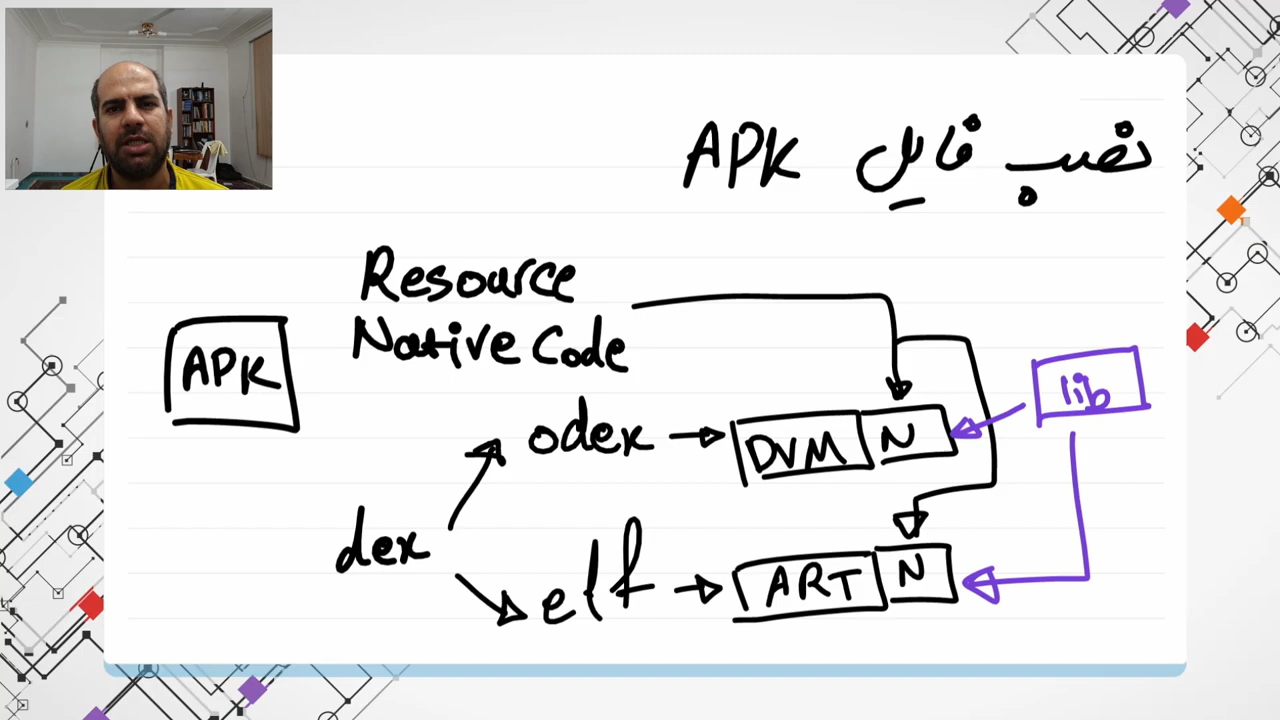 نصب فایل APK
Resource
Native Code
APK
lib
odex
DVM
N
dex
elf
ART
N